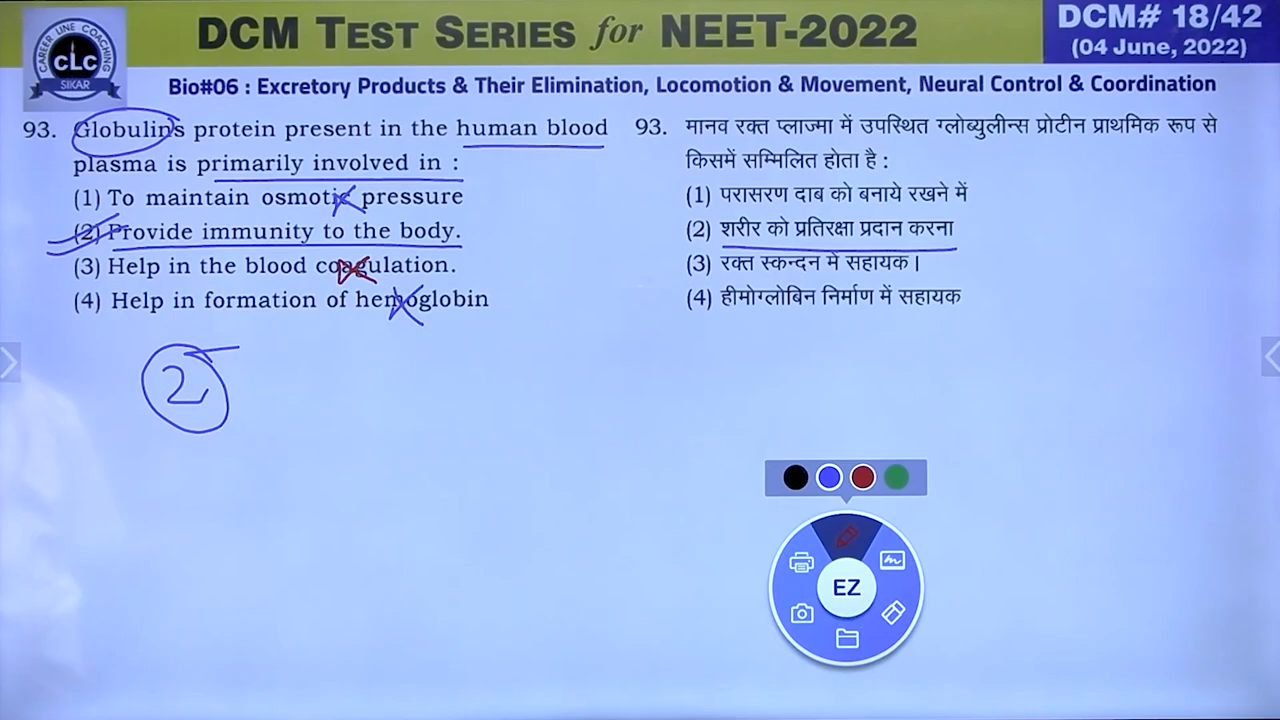 CAREER LINE COACHING
CLC
SIKAR
DCM TEST SERIES for NEET-2022
DCM# 18/42
(04 June, 2022)
Bio#06 : Excretory Products & Their Elimination, Locomotion & Movement, Neural Control & Coordination
93. Globulins protein present in the human blood
plasma is primarily involved in :
(1) To maintain osmotic pressure
(2) Provide immunity to the body.
(3) Help in the blood coagulation.
(4) Help in formation of hemoglobin
2
93. मानव रक्त प्लाज्मा में उपस्थित ग्लोब्युलीन्स प्रोटीन प्राथमिक रूप से
किसमें सम्मिलित होता है :
(1) परासरण दाब को बनाये रखने में
(2) शरीर को प्रतिरक्षा प्रदान करना
(3) रक्त स्कन्दन में सहायक।
(4) हीमोग्लोबिन निर्माण में सहायक
EZ